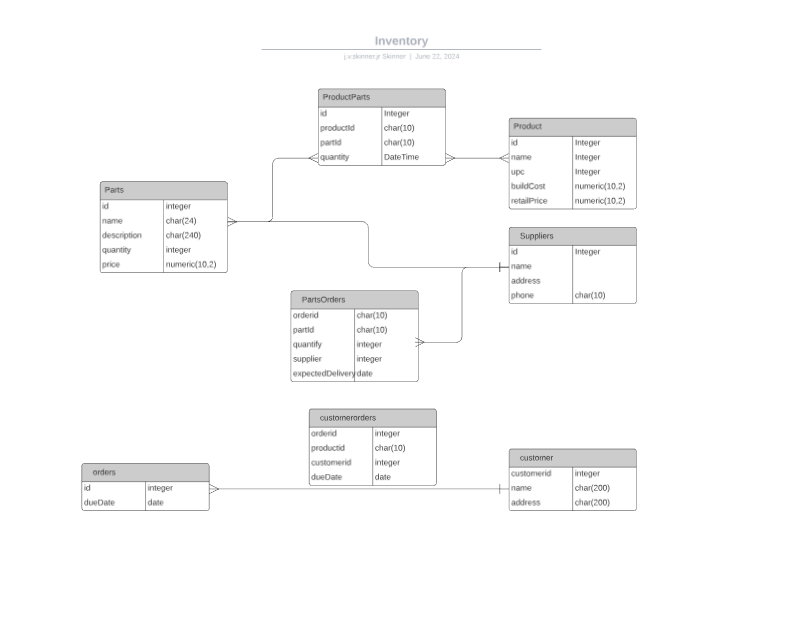 Inventory
j.v.skinner.jr Skinner | June 22, 2024
ProductParts
id Integer
productId char(10)
partId char(10)
quantity DateTime
Product
id Integer
name Integer
upc Integer
buildCost numeric(10,2)
retailPrice numeric(10,2)
Parts
id integer
name char(24)
description char(240)
quantity integer
price numeric(10,2)
Suppliers
id Integer
name
address
phone char(10)
PartsOrders
orderid char(10)
partId char(10)
quantify integer
supplier integer
expectedDelivery date
customerorders
orderid integer
productid char(10)
customerid integer
dueDate date
orders
id integer
dueDate date
customer
customerid integer
name char(200)
address char(200)